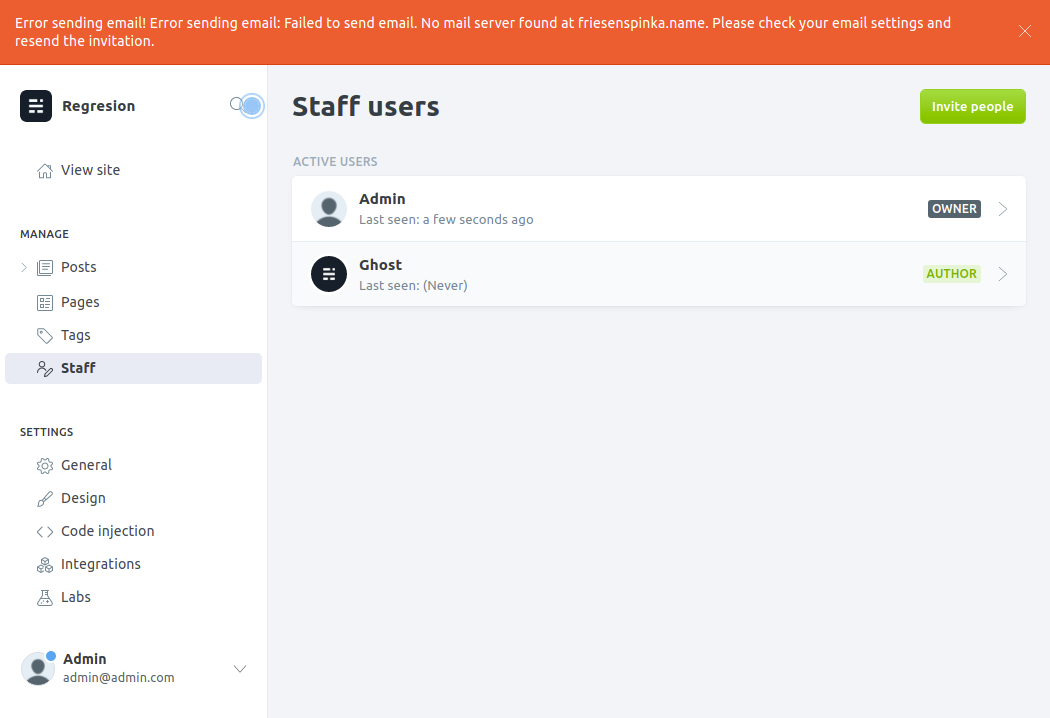 Error sending email! Error sending email: Failed to send email. No mail server found at friesenspinka.name. Please check your email settings and
resend the invitation.
Regresion
Staff users
Invite people
View site
ACTIVE USERS
Admin
Last seen: a few seconds ago
OWNER
MANAGE
Posts
Ghost
Last seen: (Never)
AUTHOR
Pages
Tags
Staff
SETTINGS
General
Design
Code injection
Integrations
Labs
Admin
admin@admin.com